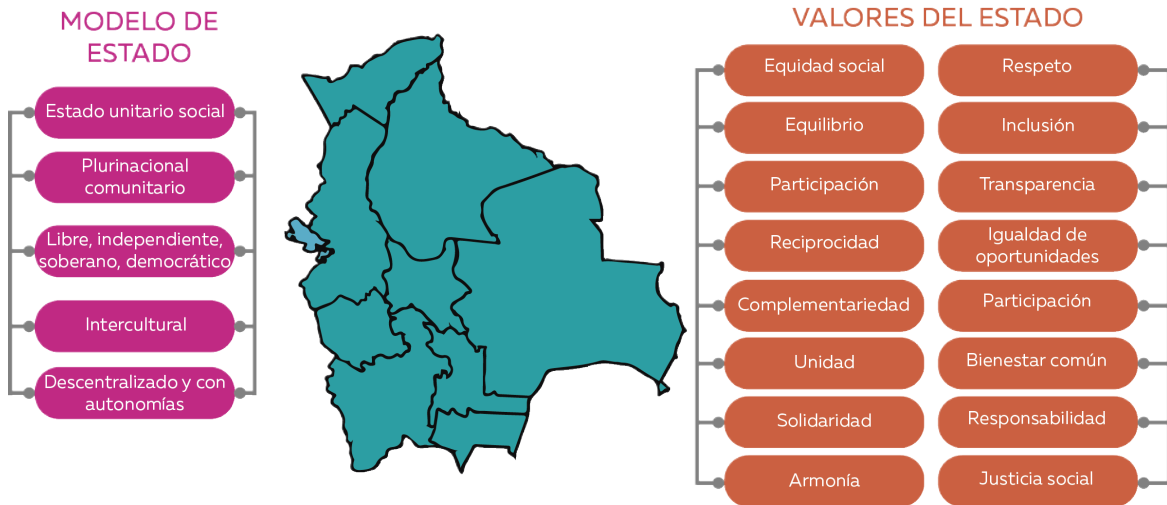 MODELO DE
ESTADO
Estado unitario social
Plurinacional
comunitario
Libre, independiente,
soberano, democrático
Intercultural
Descentralizado y con
autonomías
VALORES DEL ESTADO
Equidad social
Respeto
Equilibrio
Inclusión
Participación
Transparencia
Reciprocidad
Igualdad de
oportunidades
Complementariedad
Participación
Unidad
Bienestar común
Solidaridad
Responsabilidad
Armonía
Justicia social